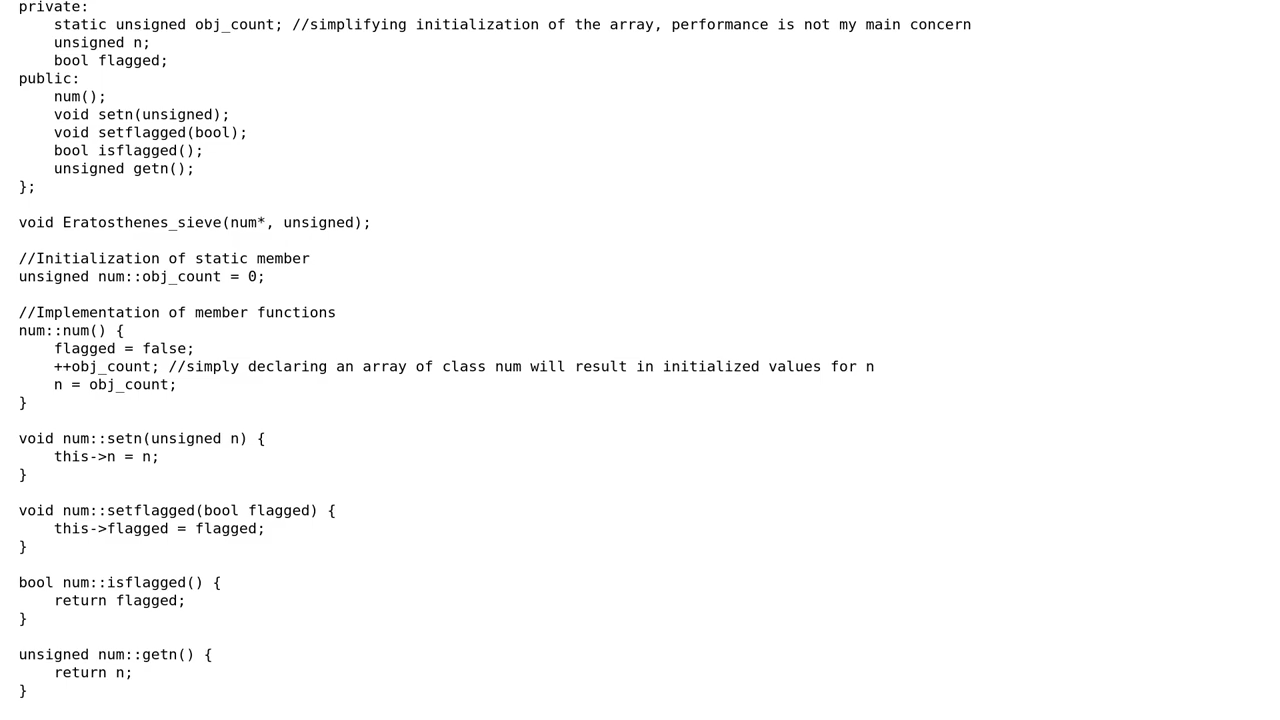 private:
    static unsigned obj_count; //simplifying initialization of the array, performance is not my main concern
    unsigned n;
    bool flagged;
public:
    num();
    void setn(unsigned);
    void setflagged(bool);
    bool isflagged();
    unsigned getn();
};

void Eratosthenes_sieve(num*, unsigned);

//Initialization of static member
unsigned num::obj_count = 0;

//Implementation of member functions
num::num() {
    flagged = false;
    ++obj_count; //simply declaring an array of class num will result in initialized values for n
    n = obj_count;
}

void num::setn(unsigned n) {
    this->n = n;
}

void num::setflagged(bool flagged) {
    this->flagged = flagged;
}

bool num::isflagged() {
    return flagged;
}

unsigned num::getn() {
    return n;
}